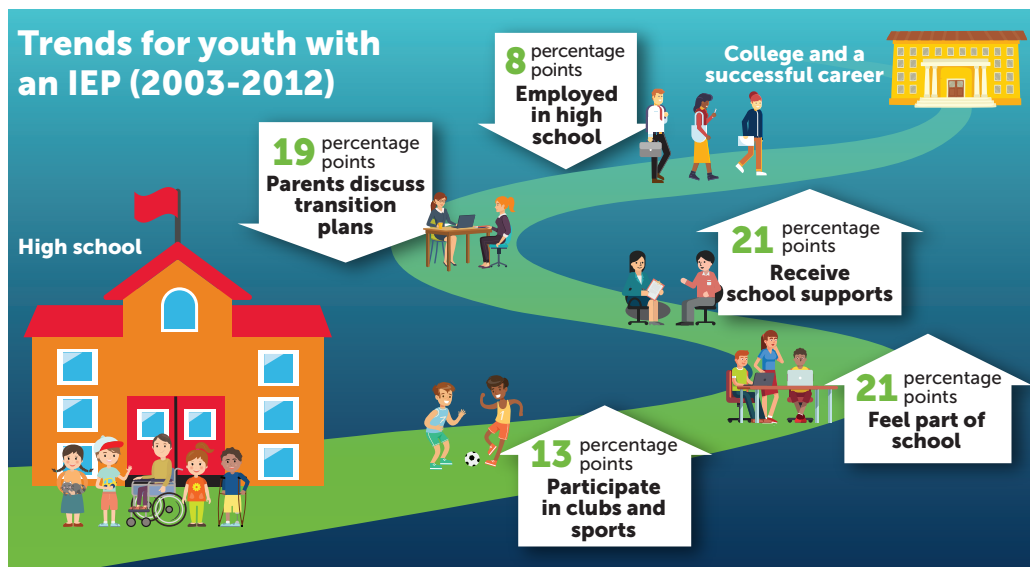 Trends for youth with
an IEP (2003-2012)
8 percentage
points
Employed
in high
school
College and a
successful career
19 percentage
points
Parents discuss
transition
plans
High school
21 percentage
points
Receive
school supports
21 percentage
points
Feel part of
school
13 percentage
points
Participate
in clubs and
sports